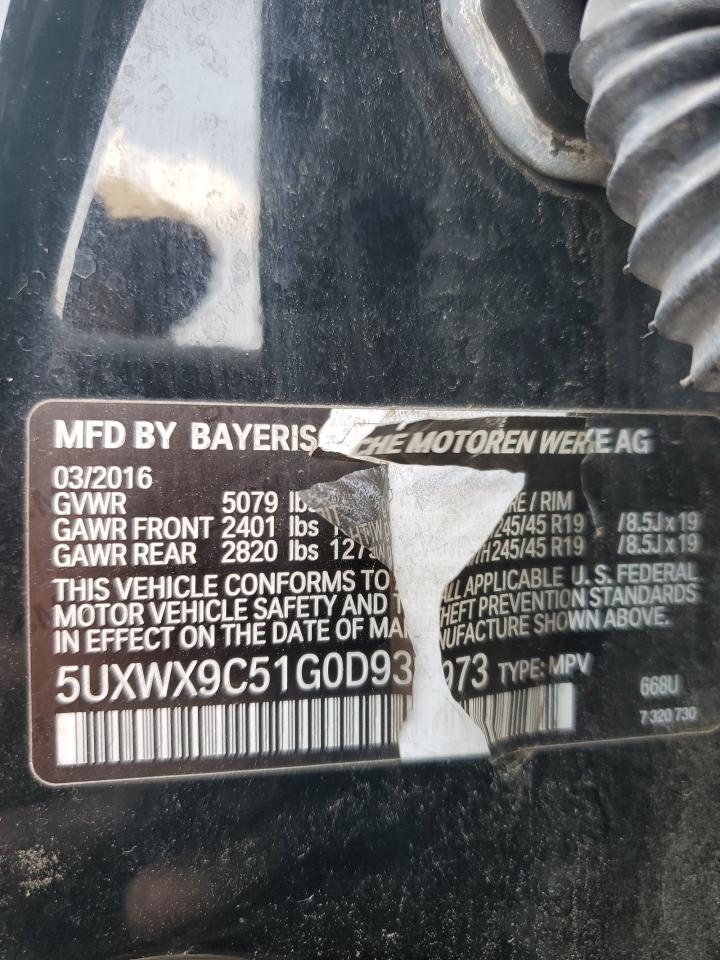 MFD BY BAYERISCHE MOTOREN WERKE AG
03/2016
GVWR 5079 lbs / RIM
GAWR FRONT 2401 lbs 245/45 R19 / 8.5J x 19
GAWR REAR 2820 lbs 245/45 R19 / 8.5J x 19
THIS VEHICLE CONFORMS TO ALL APPLICABLE U.S. FEDERAL
MOTOR VEHICLE SAFETY AND THEFT PREVENTION STANDARDS
IN EFFECT ON THE DATE OF MANUFACTURE SHOWN ABOVE.
TYPE: MPV
668U
7 320 730